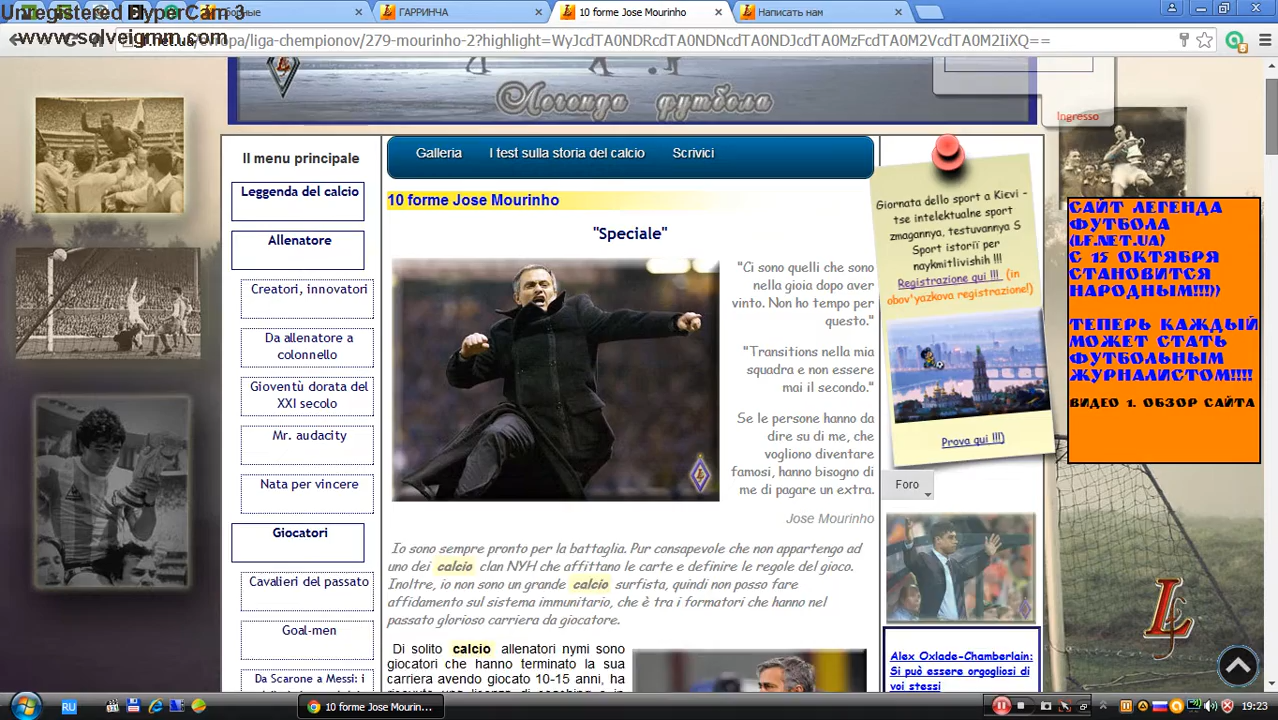 Unregistered HyperCam 3
www.solveigmm.com
ГАРРИНЧА
10 forme Jose Mourinho
Написать нам
/liga-chempionov/279-mourinho-2?highlight=WyJcdTA0NDRcdTA0NDNcdTA0NDJcdTA0MzFcdTA0M2VcdTA0M2IiXQ==
Легенда футбола
Ingresso
Il menu principale
Leggenda del calcio
Allenatore
Creatori, innovatori
Da allenatore a
colonnello
Gioventù dorata del
XXI secolo
Mr. audacity
Nata per vincere
Giocatori
Cavalieri del passato
Goal-men
Da Scarone a Messi: i
Galleria
I test sulla storia del calcio
Scrivici
10 forme Jose Mourinho
"Speciale"
"Ci sono quelli che sono
nella gioia dopo aver
vinto. Non ho tempo per
questo."
"Transitions nella mia
squadra e non essere
mai il secondo."
Se le persone hanno da
dire su di me, che
vogliono diventare
famosi, hanno bisogno di
me di pagare un extra.
Jose Mourinho
Io sono sempre pronto per la battaglia. Pur consapevole che non appartengo ad
uno dei calcio clan NYH che affittano le carte e definire le regole del gioco.
Inoltre, io non sono un grande calcio surfista, quindi non posso fare
affidamento sul sistema immunitario, che è tra i formatori che hanno nel
passato glorioso carriera da giocatore.
Di solito calcio allenatori nymi sono
giocatori che hanno terminato la sua
carriera avendo giocato 10-15 anni, ha
Giornata dello sport a Kievi -
tse intelektualne sport
zmagannya, testuvannya S
Sport istoriï per
naykmitlivishih !!!
Registrazione qui !!! (in
obov'yazkova registrazione!)
Prova qui !!!)
Foro
Alex Oxlade-Chamberlain:
Si può essere orgogliosi di
voi stessi
САЙТ ЛЕГЕНДА
ФУТБОЛА
(LF.NET.UA)
С 15 ОКТЯБРЯ
СТАНОВИТСЯ
НАРОДНЫМ!!!))
ТЕПЕРЬ КАЖДЫЙ
МОЖЕТ СТАТЬ
ФУТБОЛЬНЫМ
ЖУРНАЛИСТОМ!!!!
ВИДЕО 1. ОБЗОР САЙТА
RU
10 forme Jose Mourin...
19:23